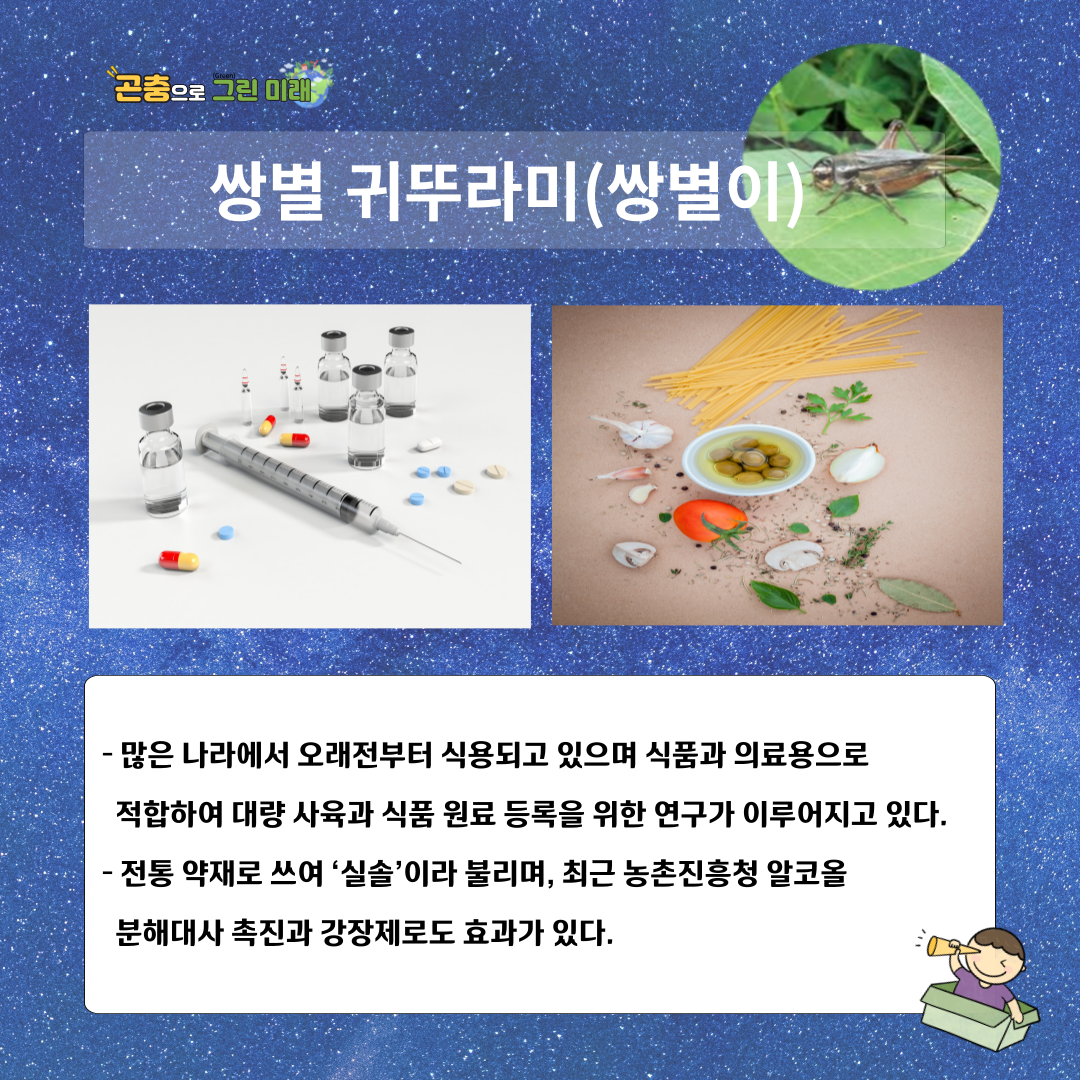 (Green)
곤충으로 그린 미래
쌍별 귀뚜라미(쌍별이)
- 많은 나라에서 오래전부터 식용되고 있으며 식품과 의료용으로
적합하여 대량 사육과 식품 원료 등록을 위한 연구가 이루어지고 있다.
- 전통 약재로 쓰여 ‘실솔’이라 불리며, 최근 농촌진흥청 알코올
분해대사 촉진과 강장제로도 효과가 있다.